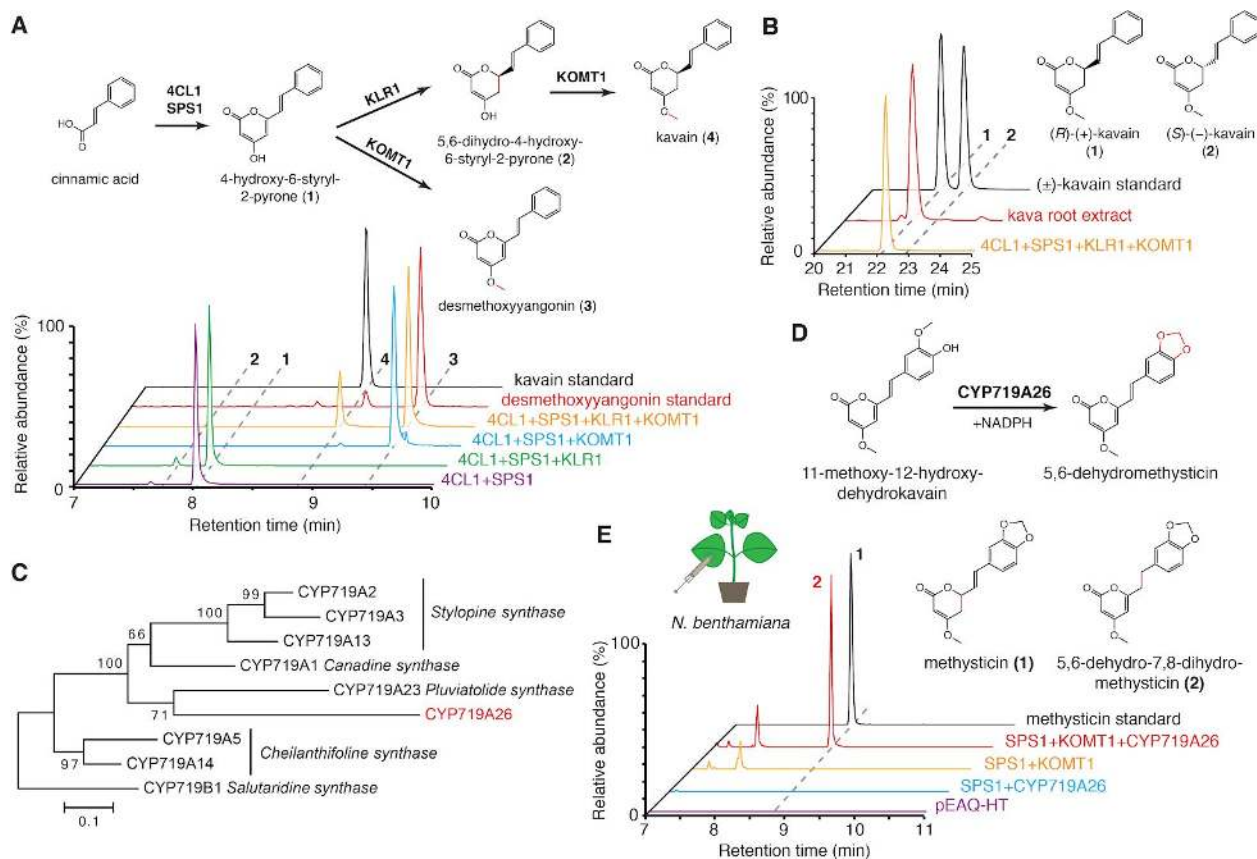 A
4CL1
SPS1
KLR1
KOMT1
KOMT1
O
O
OH
O
O
O
HO
O
OH
O
O
O
cinnamic acid
4-hydroxy-6-styryl-
2-pyrone (1)
5,6-dihydro-4-hydroxy-
6-styryl-2-pyrone (2)
kavain (4)
O
O
O
desmethoxyyangonin (3)
Relative abundance (%)
100
0
2
1
4
3
kavain standard
desmethoxyyangonin standard
4CL1+SPS1+KLR1+KOMT1
4CL1+SPS1+KOMT1
4CL1+SPS1+KLR1
4CL1+SPS1
7
8
9
10
Retention time (min)
B
Relative abundance (%)
100
0
1
2
O
O
O
O
O
O
(R)-(+)-kavain
(1)
(S)-(−)-kavain
(2)
(±)-kavain standard
kava root extract
4CL1+SPS1+KLR1+KOMT1
20
21
22
23
24
25
Retention time (min)
C
99
100
66
100
71
97
CYP719A2
CYP719A3
CYP719A13
Stylopine synthase
CYP719A1 Canadine synthase
CYP719A23 Pluviatolide synthase
CYP719A26
CYP719A5
CYP719A14
Cheilanthifoline synthase
CYP719B1 Salutaridine synthase
0.1
D
O
OH
O
O
O
CYP719A26
+NADPH
O
O
O
O
O
11-methoxy-12-hydroxy-
dehydrokavain
5,6-dehydromethysticin
E
N. benthamiana
Relative abundance (%)
100
0
2
1
O
O
O
O
O
O
O
O
O
O
methysticin (1)
5,6-dehydro-7,8-dihydro-
methysticin (2)
methysticin standard
SPS1+KOMT1+CYP719A26
SPS1+KOMT1
SPS1+CYP719A26
pEAQ-HT
7
8
9
10
11
Retention time (min)